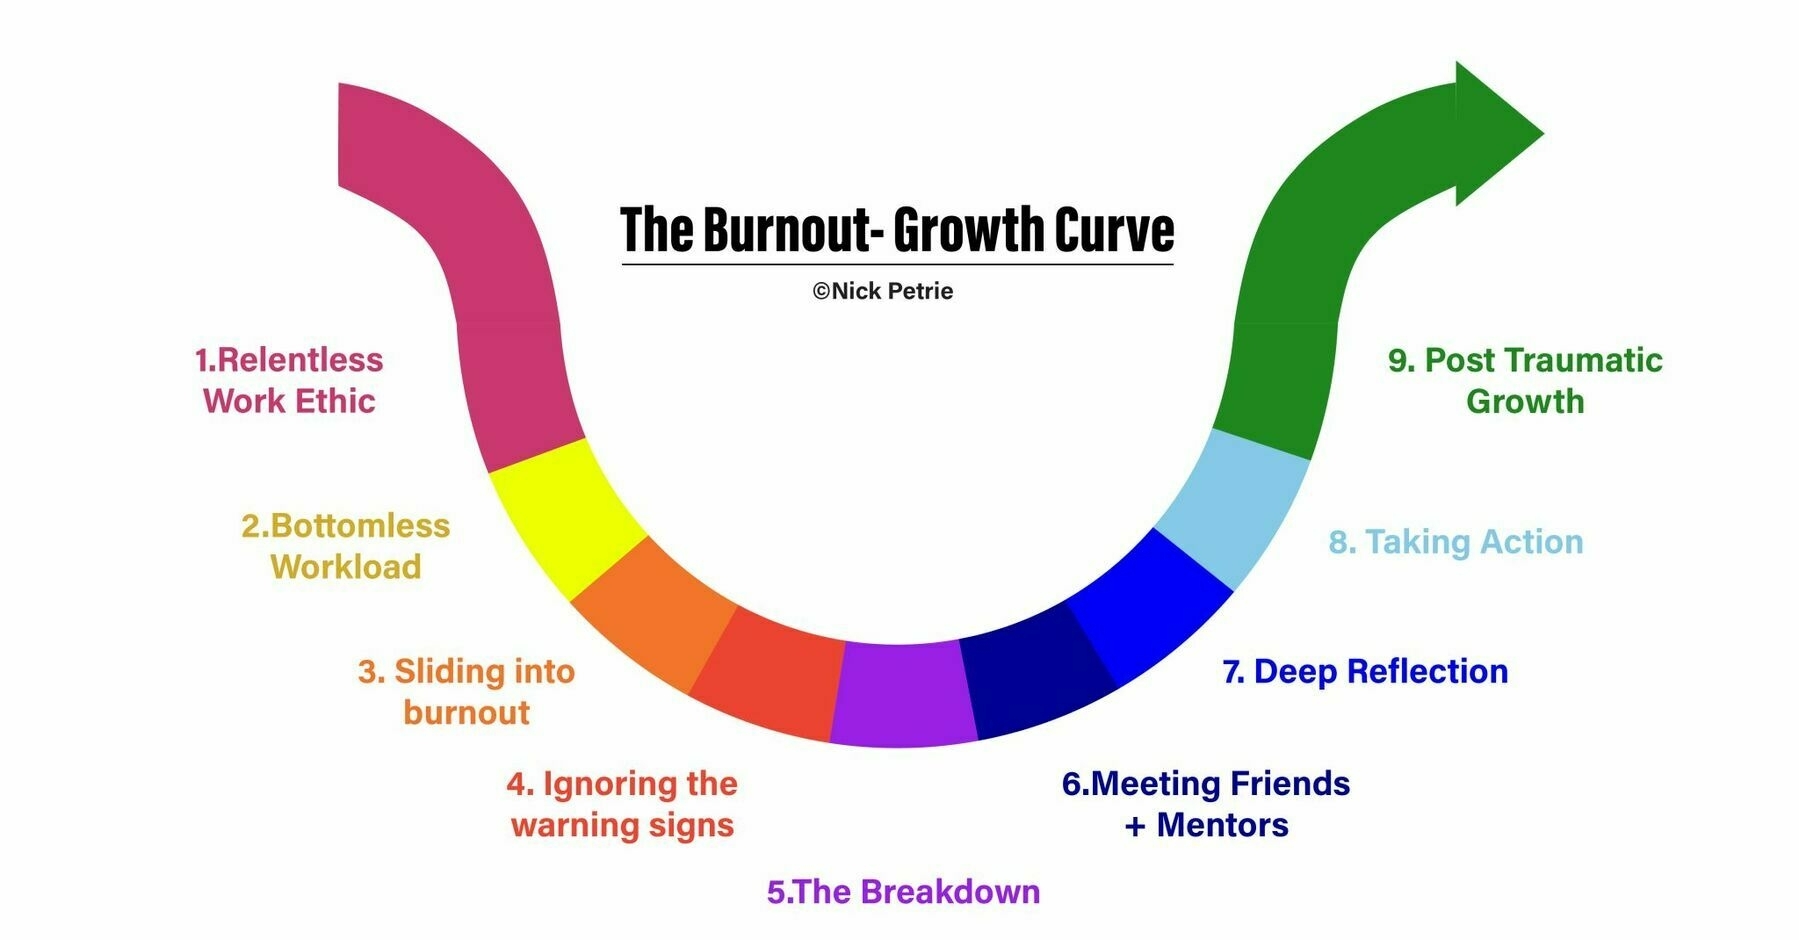 The Burnout- Growth Curve
©Nick Petrie
1.Relentless
Work Ethic
2.Bottomless
Workload
3. Sliding into
burnout
4. Ignoring the
warning signs
5.The Breakdown
6.Meeting Friends
+ Mentors
7. Deep Reflection
8. Taking Action
9. Post Traumatic
Growth